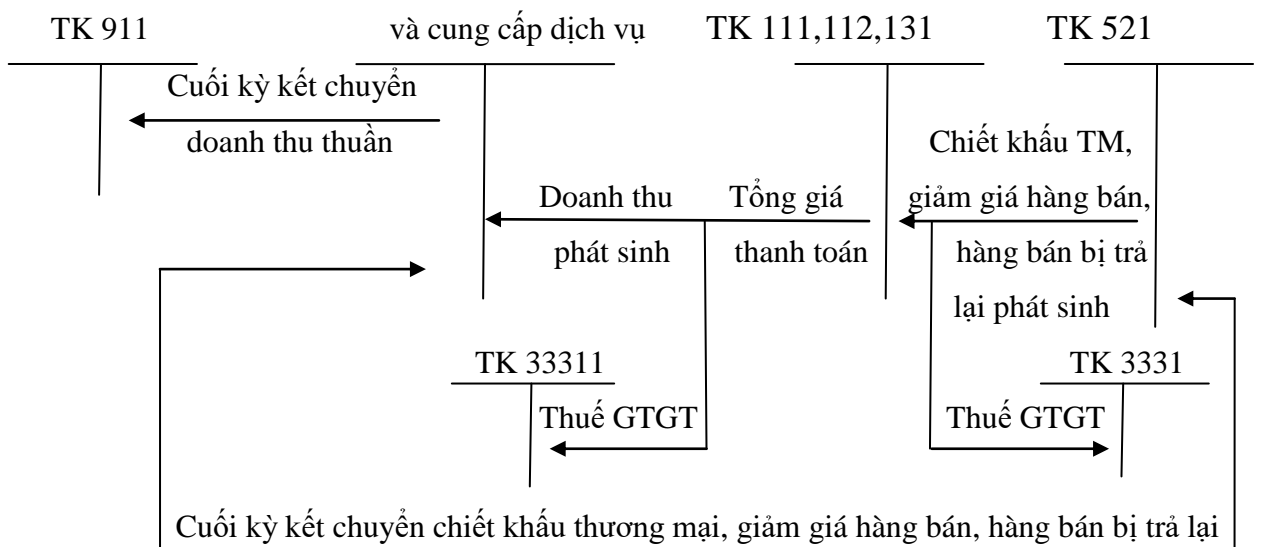 TK 911 và cung cấp dịch vụ TK 111,112,131 TK 521
Cuối kỳ kết chuyển
doanh thu thuần
Chiết khấu TM,
Doanh thu Tổng giá giảm giá hàng bán,
phát sinh thanh toán hàng bán bị trả
lại phát sinh
TK 33311 TK 3331
Thuế GTGT Thuế GTGT
Cuối kỳ kết chuyển chiết khấu thương mại, giảm giá hàng bán, hàng bán bị trả lại